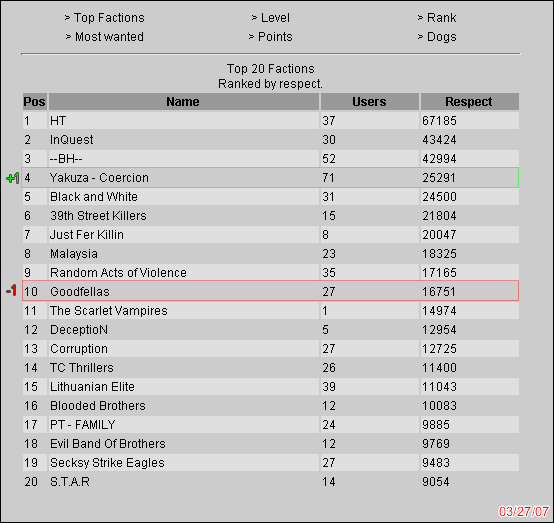 > Top Factions > Level > Rank
> Most wanted > Points > Dogs
Top 20 Factions
Ranked by respect.
Pos Name Users Respect
1 HT 37 67185
2 InQuest 30 43424
3 --BH-- 52 42994
+1 4 Yakuza - Coercion 71 25291
5 Black and White 31 24500
6 39th Street Killers 15 21804
7 Just Fer Killin 8 20047
8 Malaysia 23 18325
9 Random Acts of Violence 35 17165
-1 10 Goodfellas 27 16751
11 The Scarlet Vampires 1 14974
12 DeceptioN 5 12954
13 Corruption 27 12725
14 TC Thrillers 26 11400
15 Lithuanian Elite 39 11043
16 Blooded Brothers 12 10083
17 PT - FAMILY 24 9885
18 Evil Band Of Brothers 12 9769
19 Secksy Strike Eagles 27 9483
20 S.T.A.R 14 9054
03/27/07